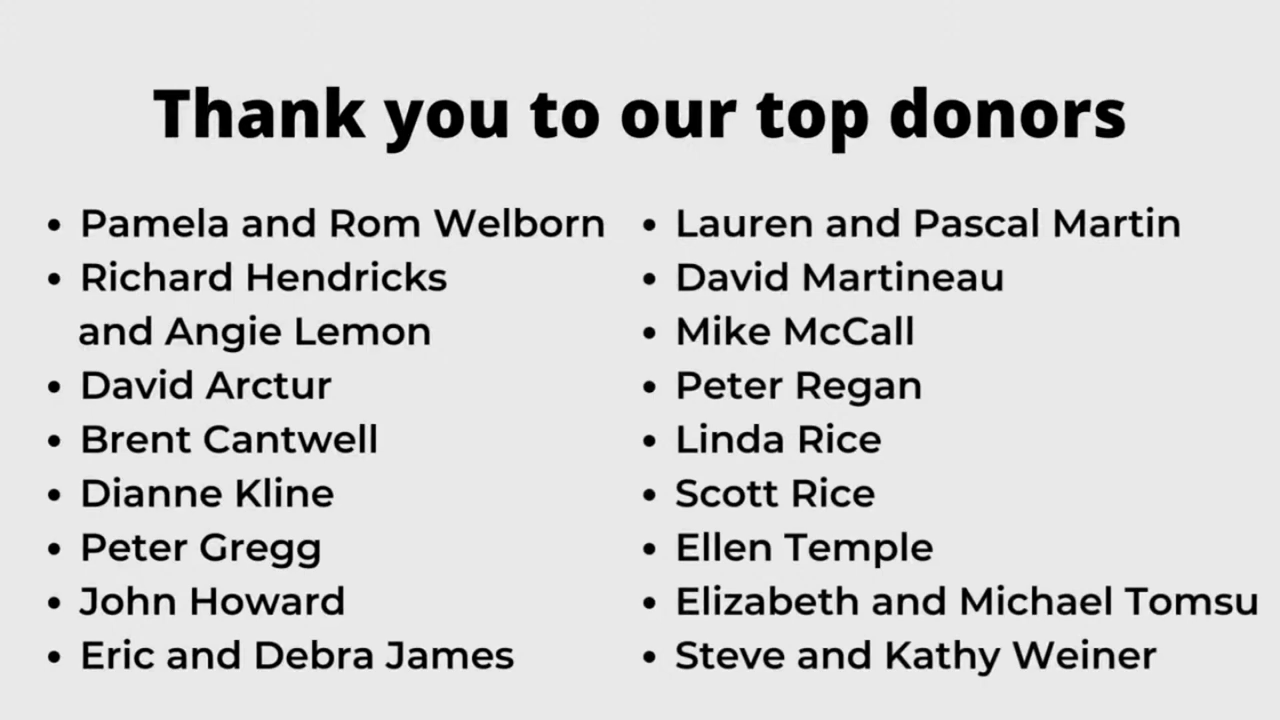 Thank you to our top donors
• Pamela and Rom Welborn
• Richard Hendricks
and Angie Lemon
• David Arctur
• Brent Cantwell
• Dianne Kline
• Peter Gregg
• John Howard
• Eric and Debra James
• Lauren and Pascal Martin
• David Martineau
• Mike McCall
• Peter Regan
• Linda Rice
• Scott Rice
• Ellen Temple
• Elizabeth and Michael Tomsu
• Steve and Kathy Weiner